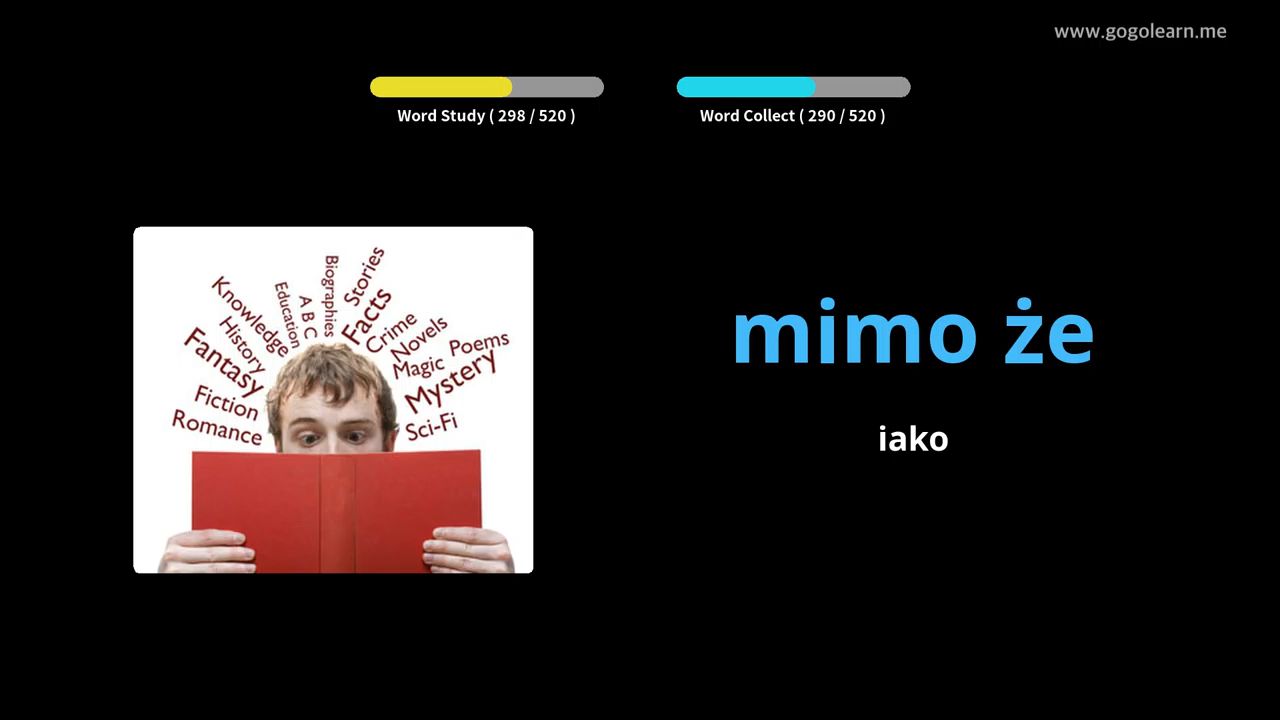 www.gogolearn.me
Word Study ( 298 / 520 )
Word Collect ( 290 / 520 )
Knowledge
History
Fantasy
Fiction
Romance
Education
A B C
Biographies
Stories
Facts
Crime
Novels
Magic
Poems
Mystery
Sci-Fi
mimo że
iako